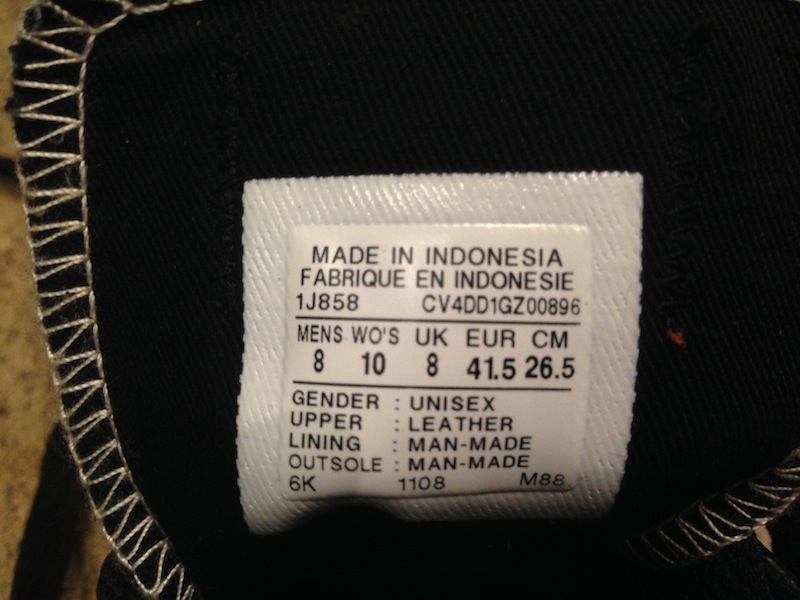 MADE IN INDONESIA
FABRIQUE EN INDONESIE
1J858 CV4DD1GZ00896
MENS WO'S UK EUR CM
8 10 8 41.5 26.5
GENDER : UNISEX
UPPER : LEATHER
LINING : MAN-MADE
OUTSOLE : MAN-MADE
6K 1108 M88